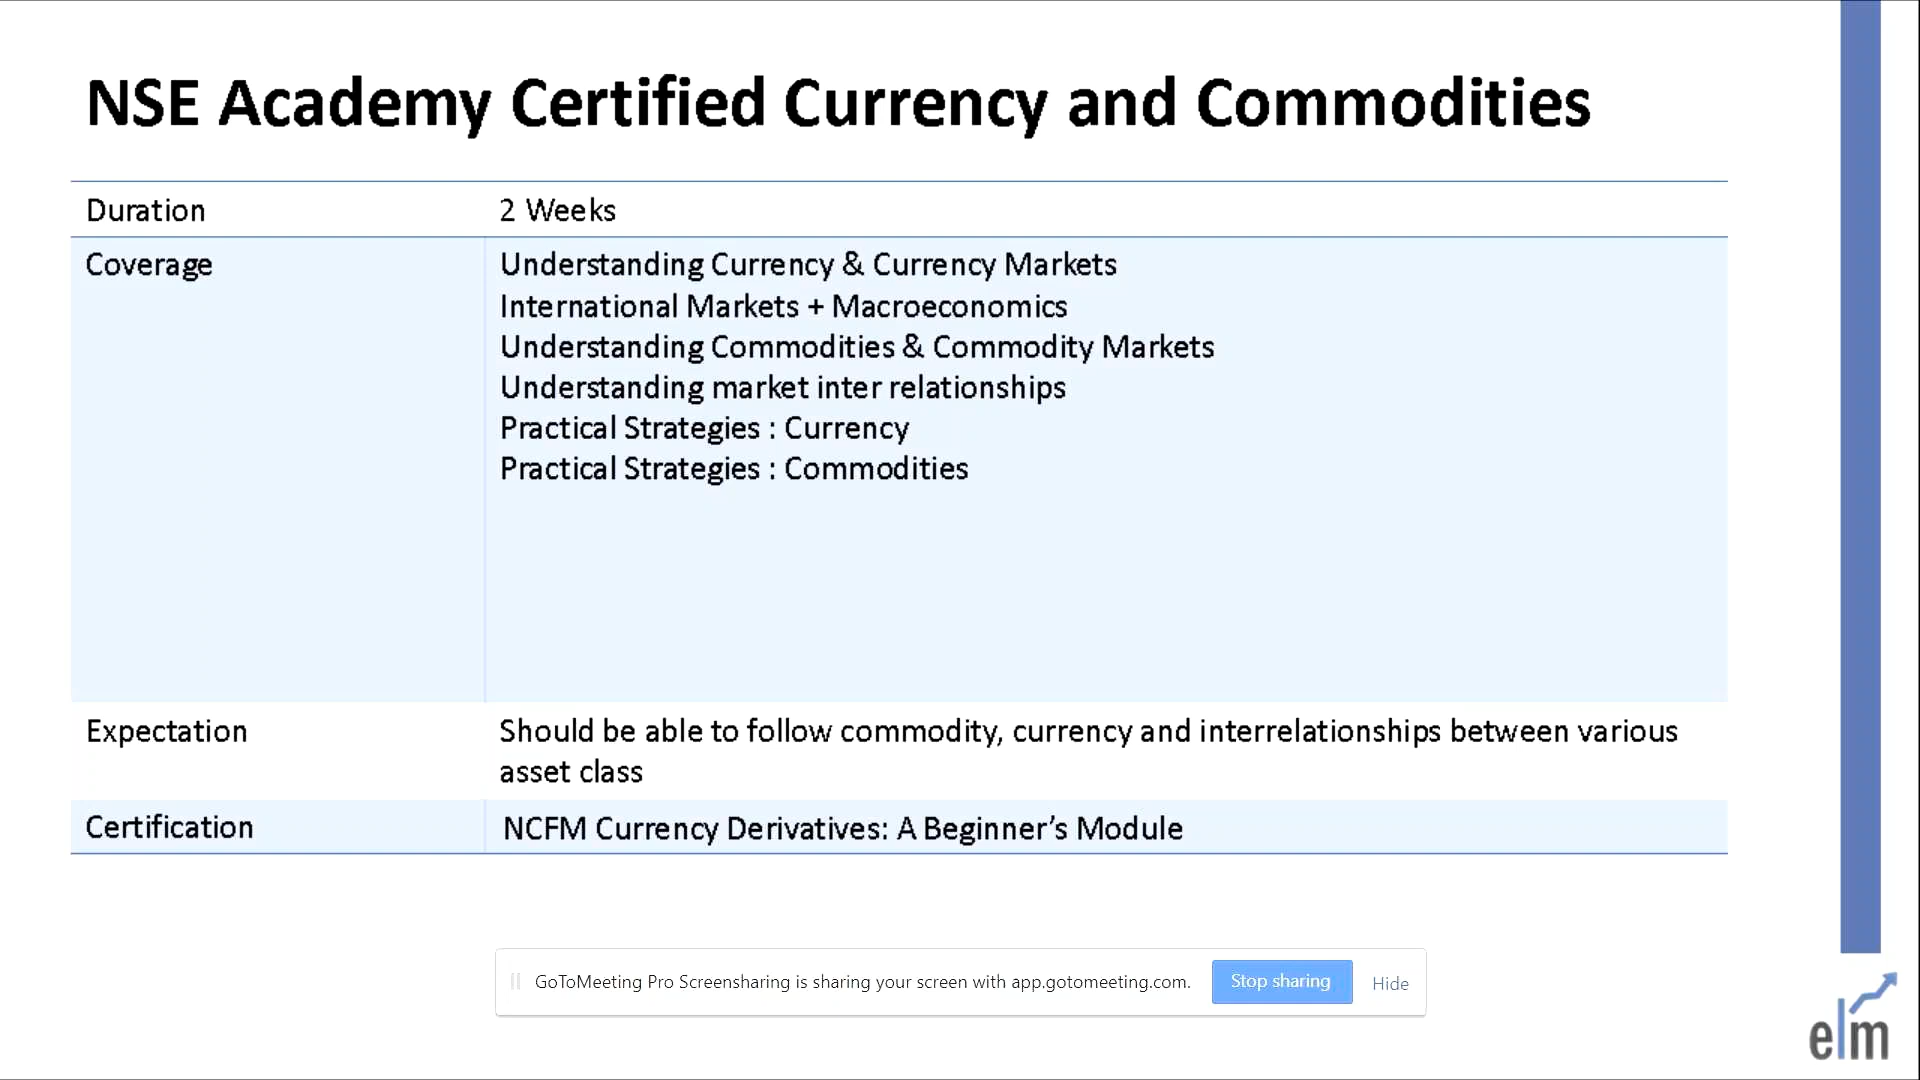 NSE Academy Certified Currency and Commodities
Duration
2 Weeks
Coverage
Understanding Currency & Currency Markets
International Markets + Macroeconomics
Understanding Commodities & Commodity Markets
Understanding market inter relationships
Practical Strategies : Currency
Practical Strategies : Commodities
Expectation
Should be able to follow commodity, currency and interrelationships between various
asset class
Certification
NCFM Currency Derivatives: A Beginner’s Module
GoToMeeting Pro Screensharing is sharing your screen with app.gotomeeting.com.
Stop sharing
Hide
elm